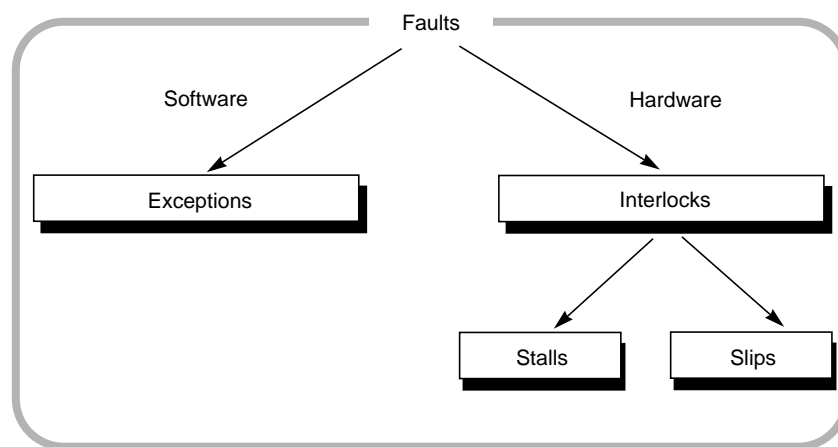 Faults
Software
Hardware
Exceptions
Interlocks
Stalls
Slips